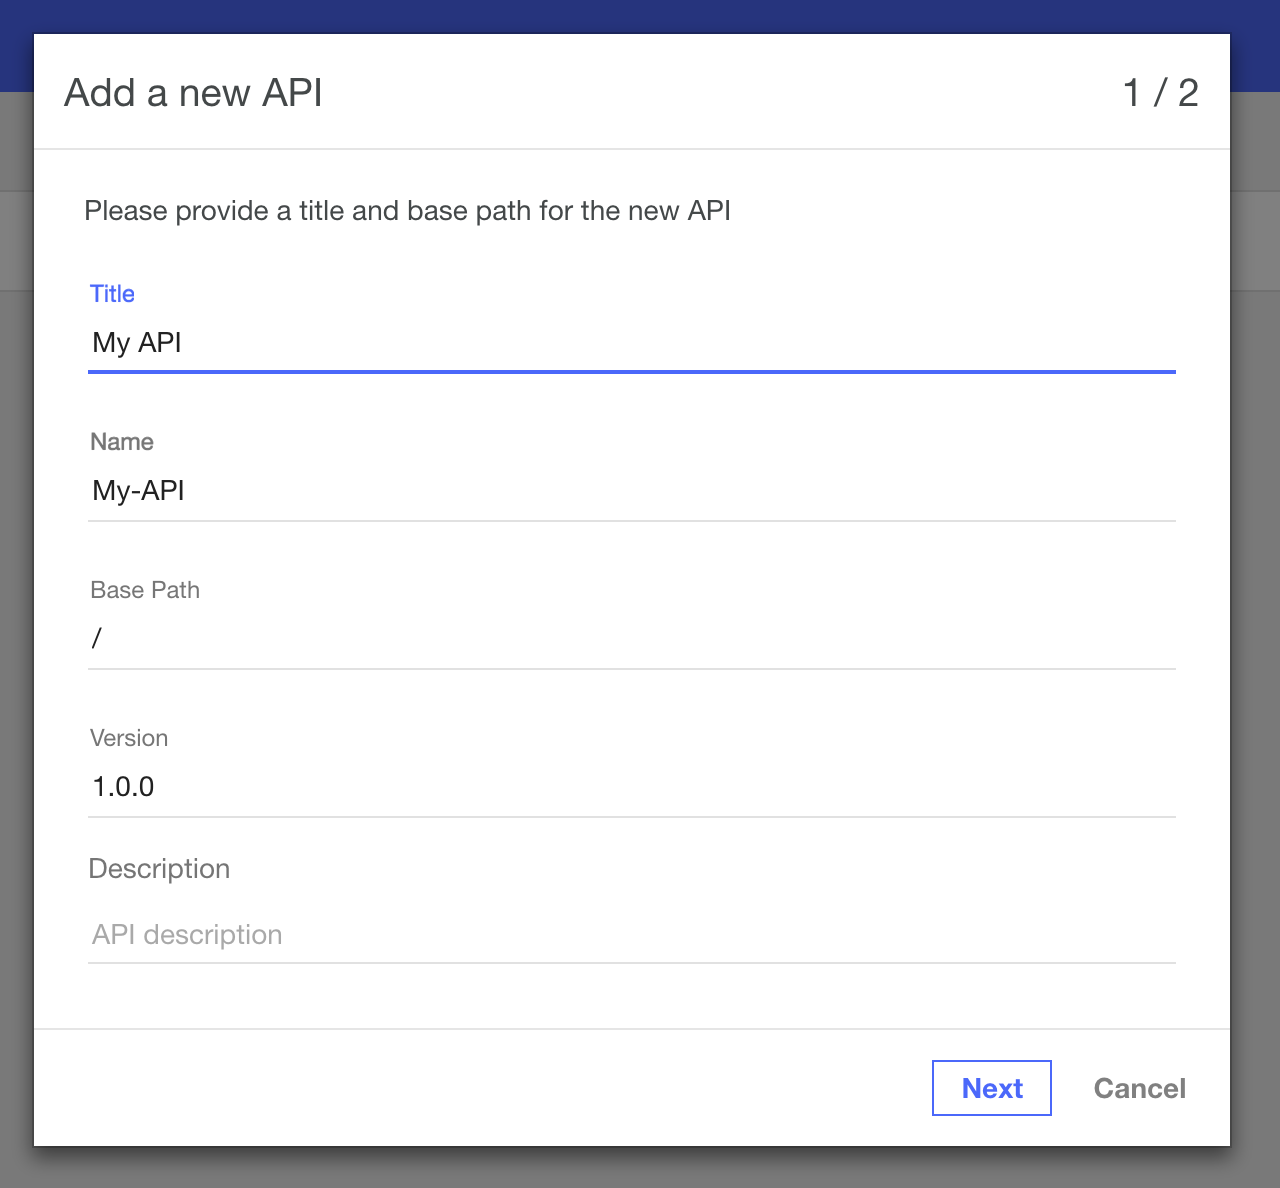 Add a new API
1 / 2
Please provide a title and base path for the new API
Title
My API
Name
My-API
Base Path
/
Version
1.0.0
Description
API description
Next
Cancel